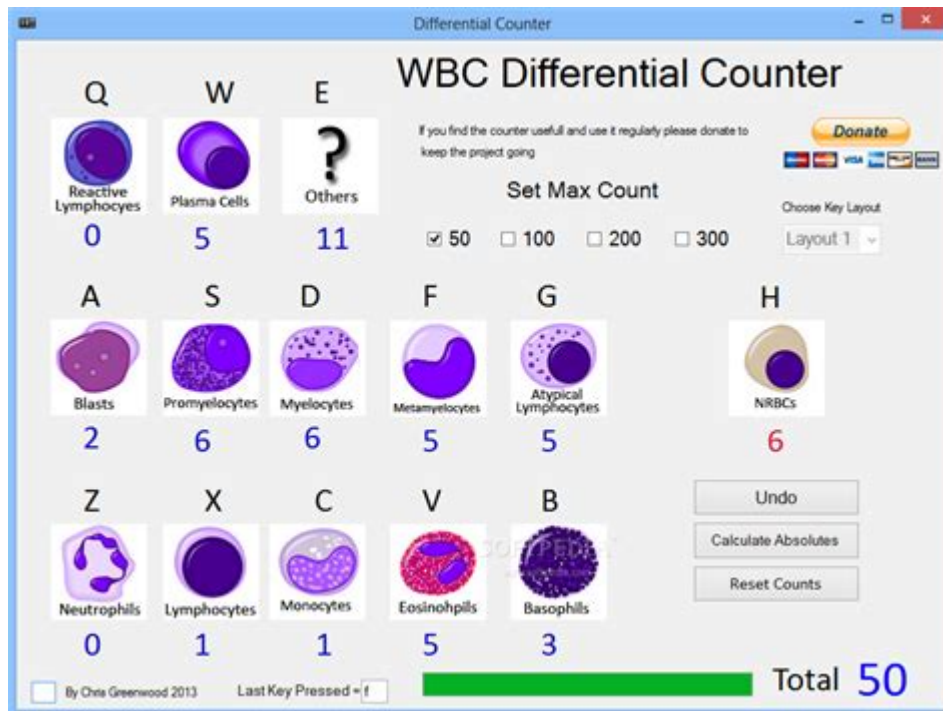 Differential Counter
WBC Differential Counter
Q W E
If you find the counter usefull and use it regularly please donate to
keep the project going
Donate
VISA
Reactive
Lymphocyes
Plasma Cells
Others
Set Max Count
Choose Key Layout
0 5 11
50 100 200 300
Layout 1
A S D F G H
Blasts
Promyelocytes
Myelocytes
Metamyelocytes
Atypical
Lymphocytes
NRBCs
2 6 6 5 5 6
Z X C V B
Undo
Calculate Absolutes
Reset Counts
SOFTPEDIA
Neutrophils
Lymphocytes
Monocytes
Eosinohpils
Basophils
0 1 1 5 3
By Chris Greenwood 2013
Last Key Pressed = f
Total 50